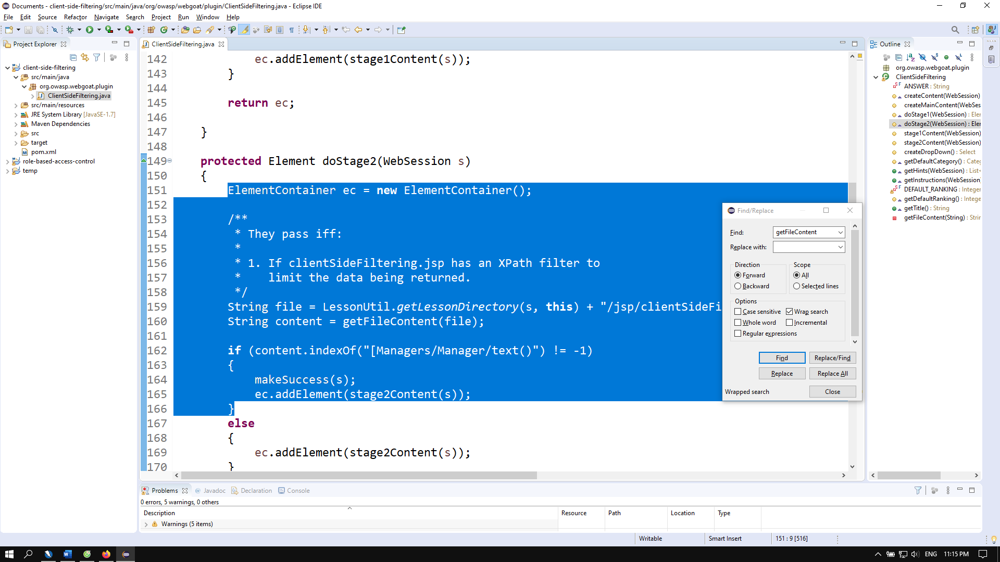 Documents - client-side-filtering/src/main/java/org/owasp/webgoat/plugin/ClientSideFiltering.java - Eclipse IDE
File Edit Source Refactor Navigate Search Project Run Window Help
Project Explorer
client-side-filtering
src/main/java
org.owasp.webgoat.plugin
ClientSideFiltering.java
src/main/resources
JRE System Library [JavaSE-1.7]
Maven Dependencies
src
target
pom.xml
role-based-access-control
temp
ClientSideFiltering.java
142 ec.addElement(stage1Content(s));
143 }
144
145 return ec;
146
147 }
148
149 protected Element doStage2(WebSession s)
150 {
151 ElementContainer ec = new ElementContainer();
152
153 /**
154 * They pass iff:
155 *
156 * 1. If clientSideFiltering.jsp has an XPath filter to
157 * limit the data being returned.
158 */
159 String file = LessonUtil.getLessonDirectory(s, this) + "/jsp/clientSideFi
160 String content = getFileContent(file);
161
162 if (content.indexOf("[Managers/Manager/text()") != -1)
163 {
164 makeSuccess(s);
165 ec.addElement(stage2Content(s));
166 }
167 else
168 {
169 ec.addElement(stage2Content(s));
170 }
Find/Replace
Find: getFileContent
Replace with:
Direction
Forward
Backward
Scope
All
Selected lines
Options
Case sensitive Wrap search
Whole word Incremental
Regular expressions
Find Replace/Find
Replace Replace All
Wrapped search Close
Outline
org.owasp.webgoat.plugin
ClientSideFiltering
ANSWER : String
createContent(WebSession)
createMainContent(WebSes
doStage1(WebSession) : Eler
doStage2(WebSession) : Eler
stage1Content(WebSession)
stage2Content(WebSession)
createDropDown() : Select
getDefaultCategory() : Categ
getHints(WebSession) : List<
getInstructions(WebSession)
DEFAULT_RANKING : Integer
getDefaultRanking() : Intege
getTitle() : String
getFileContent(String) : Strir
Problems @ Javadoc Declaration Console
0 errors, 5 warnings, 0 others
Description Resource Path Location Type
Warnings (5 items)
Writable Smart Insert 151 : 9 [516]
ENG 11:15 PM